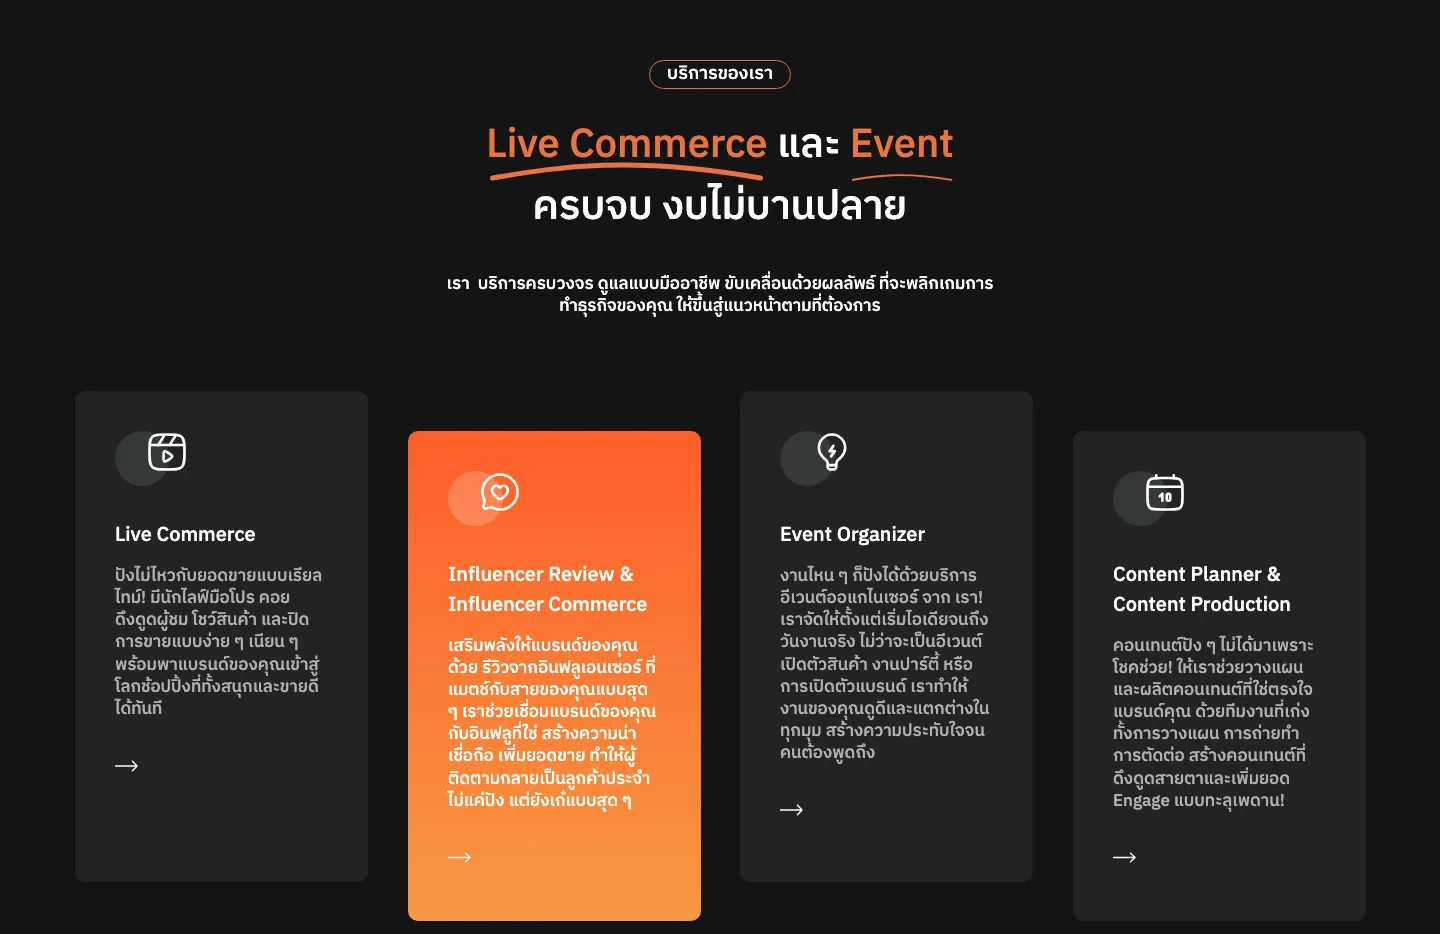 บริการของเรา
Live Commerce และ Event
ครบจบ งบไม่บานปลาย
เรา บริการครบวงจร ดูแลแบบมืออาชีพ ขับเคลื่อนด้วยผลลัพธ์ ที่จะพลิกเกมการ
ทำธุรกิจของคุณ ให้ขึ้นสู่แนวหน้าตามที่ต้องการ
Live Commerce
ปังไม่ไหวกับยอดขายแบบเรียล
ไทม์! มีนักไลฟ์มือโปร คอย
ดึงดูดผู้ชม โชว์สินค้า และปิด
การขายแบบง่าย ๆ เนียน ๆ
พร้อมพาแบรนด์ของคุณเข้าสู่
โลกช้อปปิ้งที่ทั้งสนุกและขายดี
ได้ทันที
Influencer Review &
Influencer Commerce
เสริมพลังให้แบรนด์ของคุณ
ด้วย รีวิวจากอินฟลูเอนเซอร์ ที่
แมตช์กับสายของคุณแบบสุด
ๆ เราช่วยเชื่อมแบรนด์ของคุณ
กับอินฟลูที่ใช่ สร้างความน่า
เชื่อถือ เพิ่มยอดขาย ทำให้ผู้
ติดตามกลายเป็นลูกค้าประจำ
ไม่แค่ปัง แต่ยังเก๋แบบสุด ๆ
Event Organizer
งานไหน ๆ ก็ปังได้ด้วยบริการ
อีเวนต์ออแกไนเซอร์ จาก เรา!
เราจัดให้ตั้งแต่เริ่มไอเดียจนถึง
วันงานจริง ไม่ว่าจะเป็นอีเวนต์
เปิดตัวสินค้า งานปาร์ตี้ หรือ
การเปิดตัวแบรนด์ เราทำให้
งานของคุณดูดีและแตกต่างใน
ทุกมุม สร้างความประทับใจจน
คนต้องพูดถึง
10
Content Planner &
Content Production
คอนเทนต์ปัง ๆ ไม่ได้มาเพราะ
โชคช่วย! ให้เราช่วยวางแผน
และผลิตคอนเทนต์ที่ใช่ตรงใจ
แบรนด์คุณ ด้วยทีมงานที่เก่ง
ทั้งการวางแผน การถ่ายทำ
การตัดต่อ สร้างคอนเทนต์ที่
ดึงดูดสายตาและเพิ่มยอด
Engage แบบทะลุเพดาน!